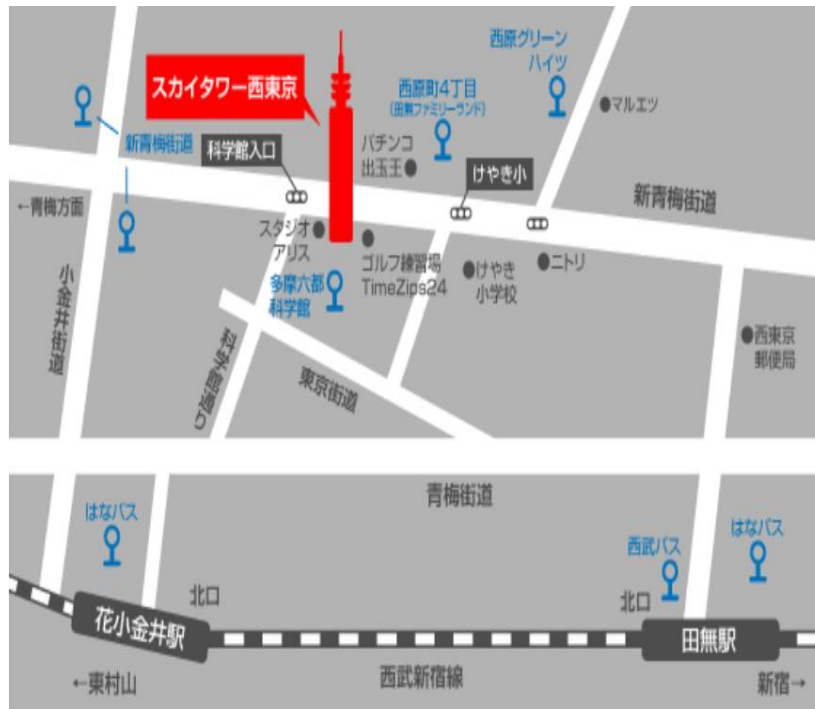 西原グリーン
ハイツ
スカイタワー西東京
西原町4丁目
(田無ファミリーランド)
マルエツ
新青梅街道
科学館入口
パチンコ
出玉王
けやき小
新青梅街道
←青梅方面
スタジオ
アリス
ゴルフ練習場
TimeZips24
けやき
小学校
ニトリ
多摩六都
科学館
小金井街道
科学館通り
東京街道
西東京
郵便局
青梅街道
はなバス
西武バス
はなバス
北口
北口
花小金井駅
田無駅
←東村山
西武新宿線
新宿→